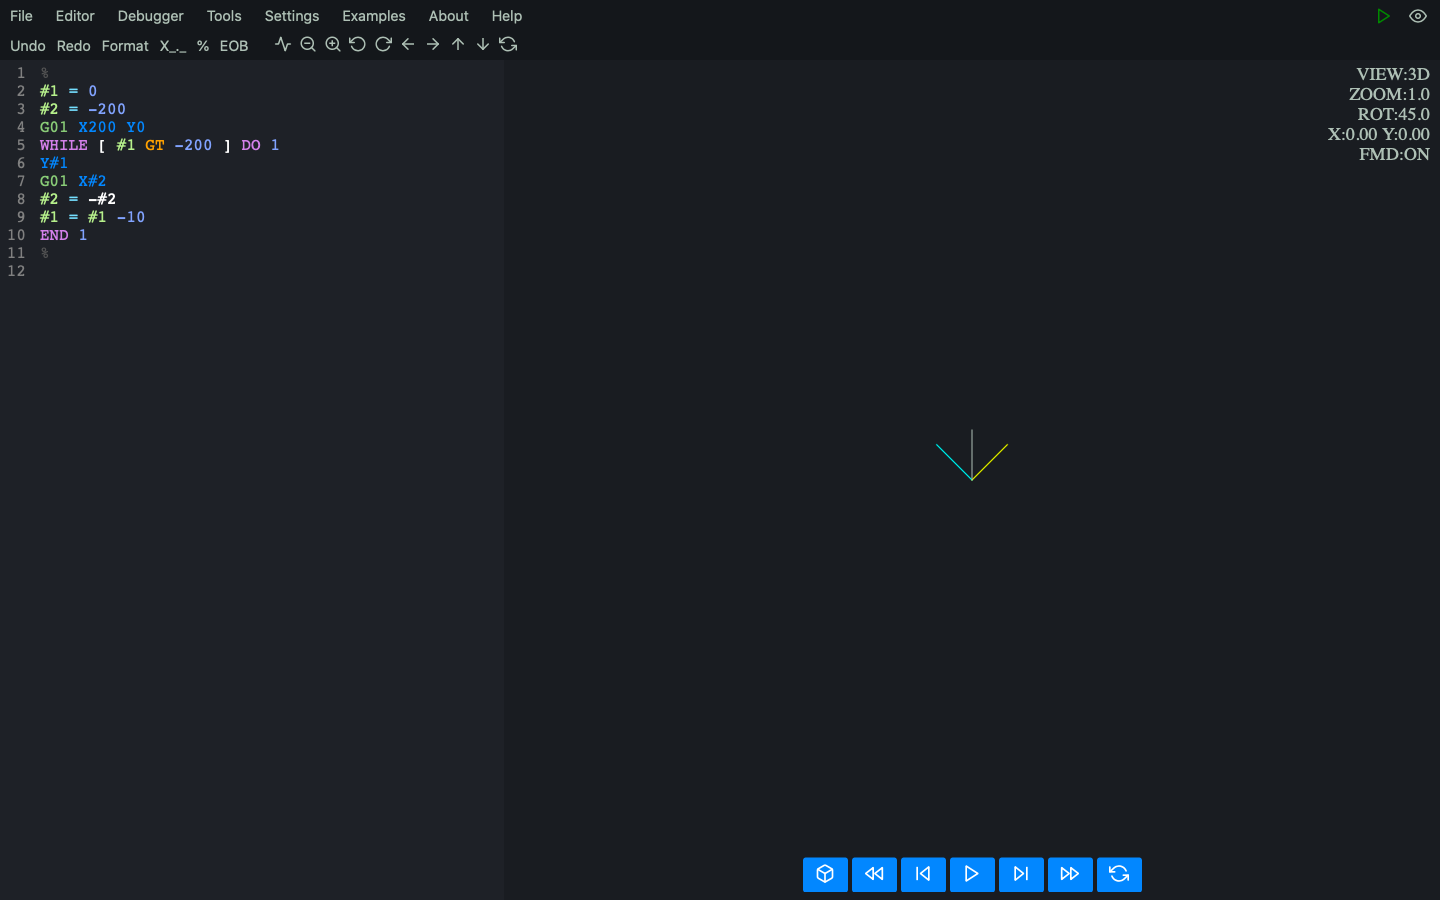 File Editor Debugger Tools Settings Examples About Help
Undo Redo Format X_._ % EOB
1 %
2 #1 = 0
3 #2 = -200
4 G01 X200 Y0
5 WHILE [ #1 GT -200 ] DO 1
6 Y#1
7 G01 X#2
8 #2 = -#2
9 #1 = #1 -10
10 END 1
11 %
12
VIEW:3D
ZOOM:1.0
ROT:45.0
X:0.00 Y:0.00
FMD:ON